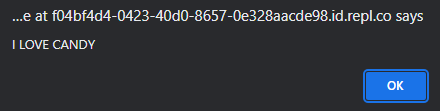 ...e at f04bf4d4-0423-40d0-8657-0e328aacde98.id.repl.co says
I LOVE CANDY
OK